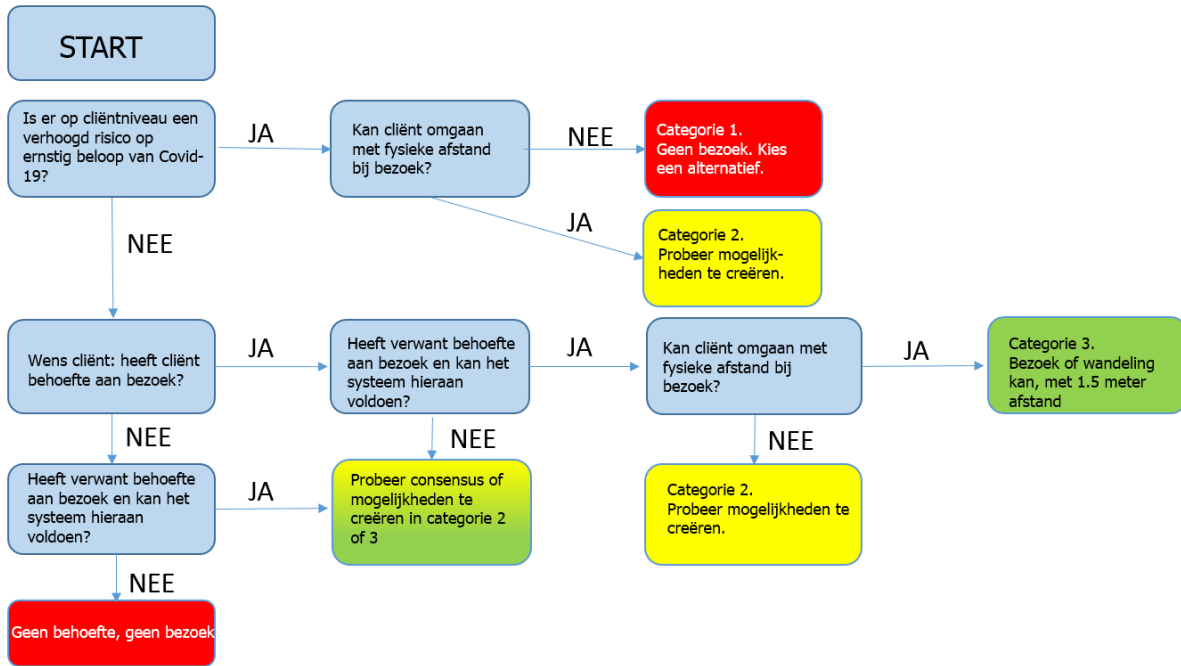 START
Is er op cliëntniveau een
verhoogd risico op
ernstig beloop van Covid-
19?
JA
Kan cliënt omgaan
met fysieke afstand
bij bezoek?
NEE
Categorie 1.
Geen bezoek. Kies
een alternatief.
JA
Categorie 2.
Probeer mogelijk-
heden te creëren.
NEE
Wens cliënt: heeft cliënt
behoefte aan bezoek?
JA
Heeft verwant behoefte
aan bezoek en kan het
systeem hieraan
voldoen?
JA
Kan cliënt omgaan met
fysieke afstand bij
bezoek?
JA
Categorie 3.
Bezoek of wandeling
kan, met 1.5 meter
afstand
NEE
NEE
NEE
Heeft verwant behoefte
aan bezoek en kan het
systeem hieraan
voldoen?
JA
Probeer consensus of
mogelijkheden te
creëren in categorie 2
of 3
Categorie 2.
Probeer mogelijkheden te
creëren.
NEE
Geen behoefte, geen bezoek